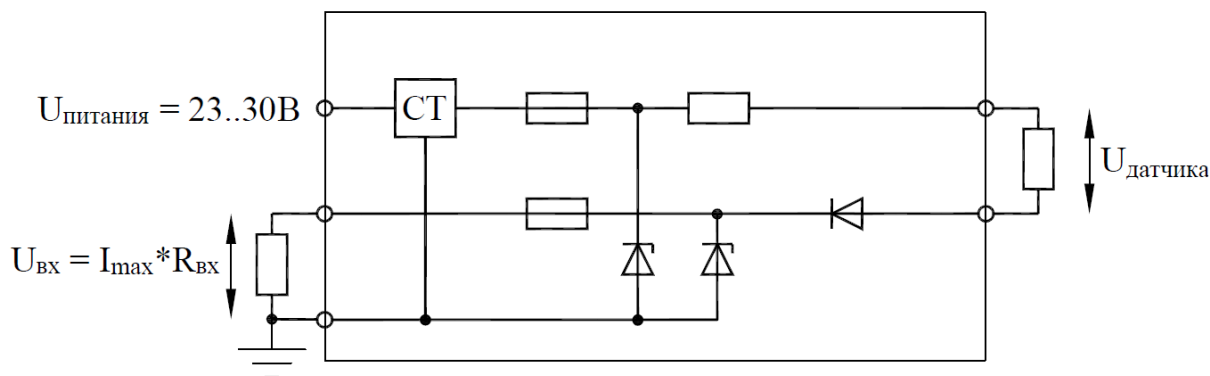 Uпитания = 23..30В
СТ
Uдатчика
Uвх = Imax*Rвх